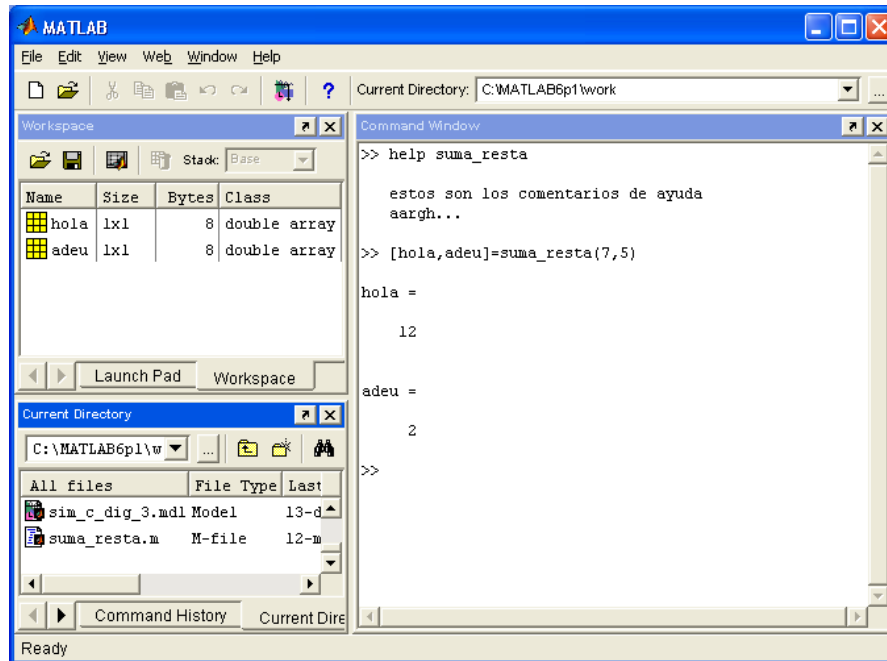 MATLAB
File Edit View Web Window Help
? Current Directory: C:\MATLAB6p1\work ...
Workspace
Stack: Base
Name Size Bytes Class
hola 1x1 8 double array
adeu 1x1 8 double array
Launch Pad Workspace
Current Directory
C:\MATLAB6p1\w ...
All files File Type Last
sim_c_dig_3.mdl Model 13-d
suma_resta.m M-file 12-m
Command History Current Dire
Command Window
>> help suma_resta
estos son los comentarios de ayuda
aargh...
>> [hola,adeu]=suma_resta(7,5)
hola =
12
adeu =
2
>>
Ready